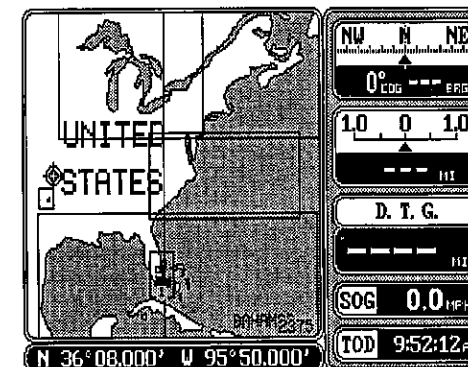 UNITED
STATES
BAHAM2375
N 36°08.000' W 95°50.000'
NW N NE
0° COG --- BRG
1.0 0 1.0
--- MI
D. T. G.
---- MI
SOG 0.0 MPH
TOD 9:52:12